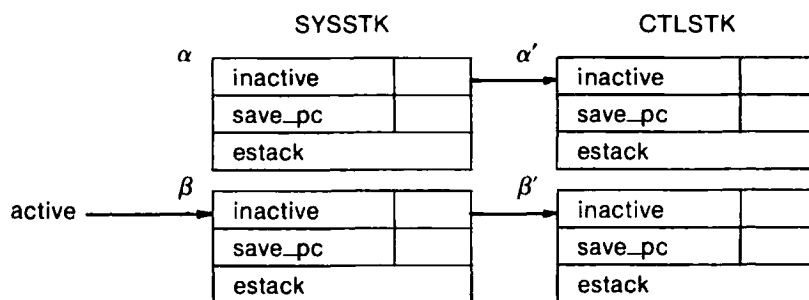 SYSSTK CTLSTK
α α′
inactive inactive
save_pc save_pc
estack estack
β β′
active inactive inactive
save_pc save_pc
estack estack